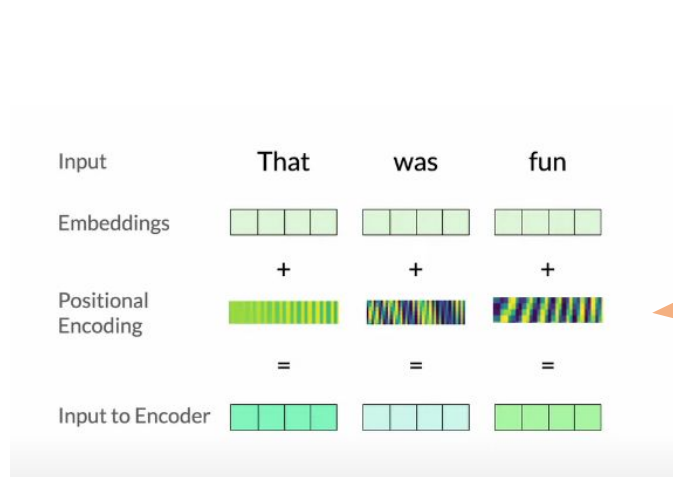 Input That was fun
Embeddings
+ + +
Positional
Encoding
= = =
Input to Encoder